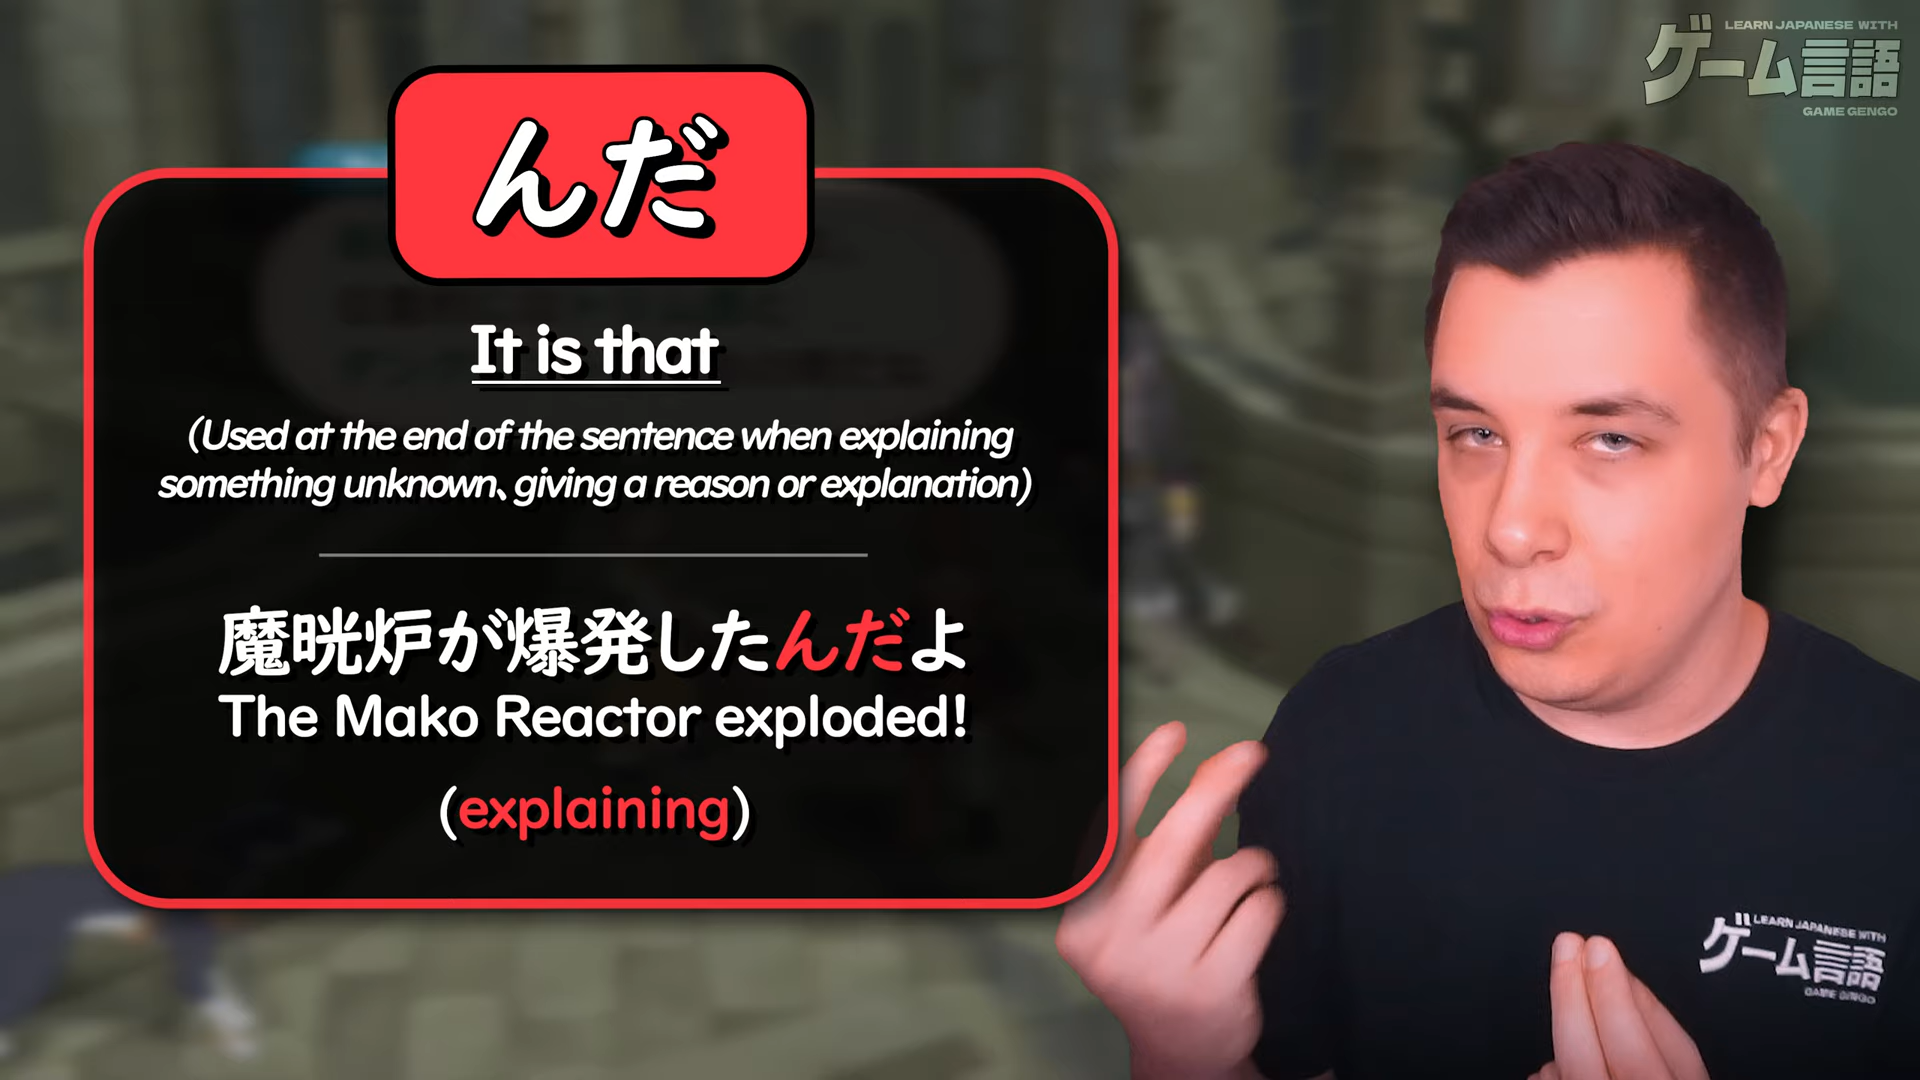 LEARN JAPANESE WITH
ゲーム言語
GAME GENGO
んだ
It is that
(Used at the end of the sentence when explaining
something unknown、giving a reason or explanation)
魔晄炉が爆発したんだよ
The Mako Reactor exploded!
(explaining)
LEARN JAPANESE WITH
ゲーム言語
GAME GENGO